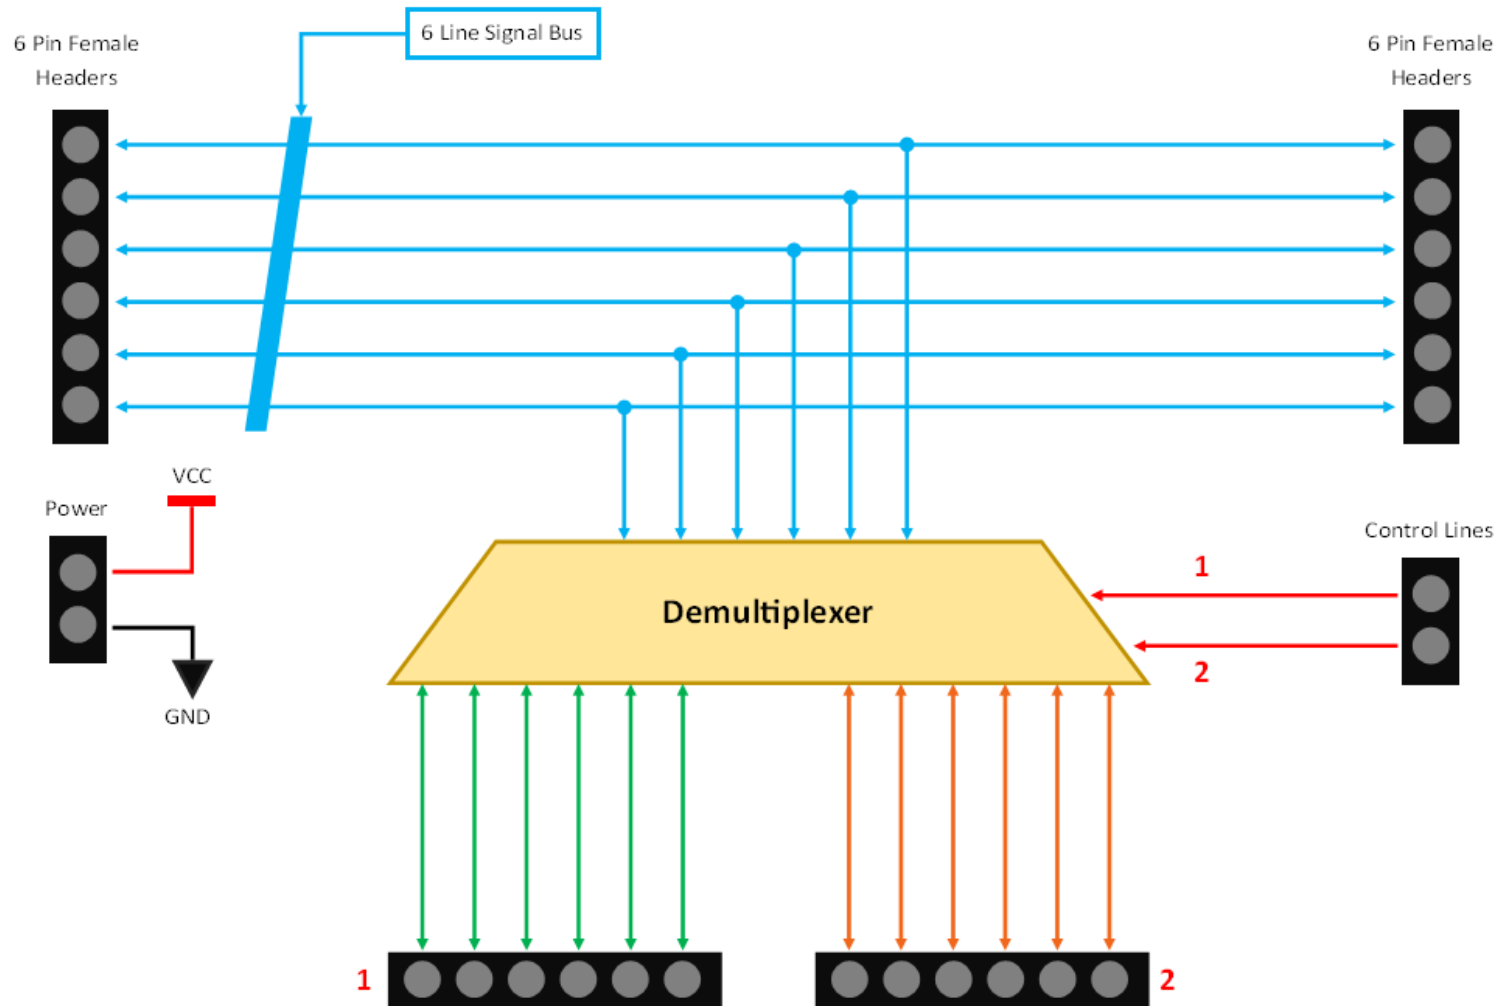 6 Line Signal Bus
6 Pin Female
Headers
6 Pin Female
Headers
VCC
Power
GND
Control Lines
1
2
Demultiplexer
1
2